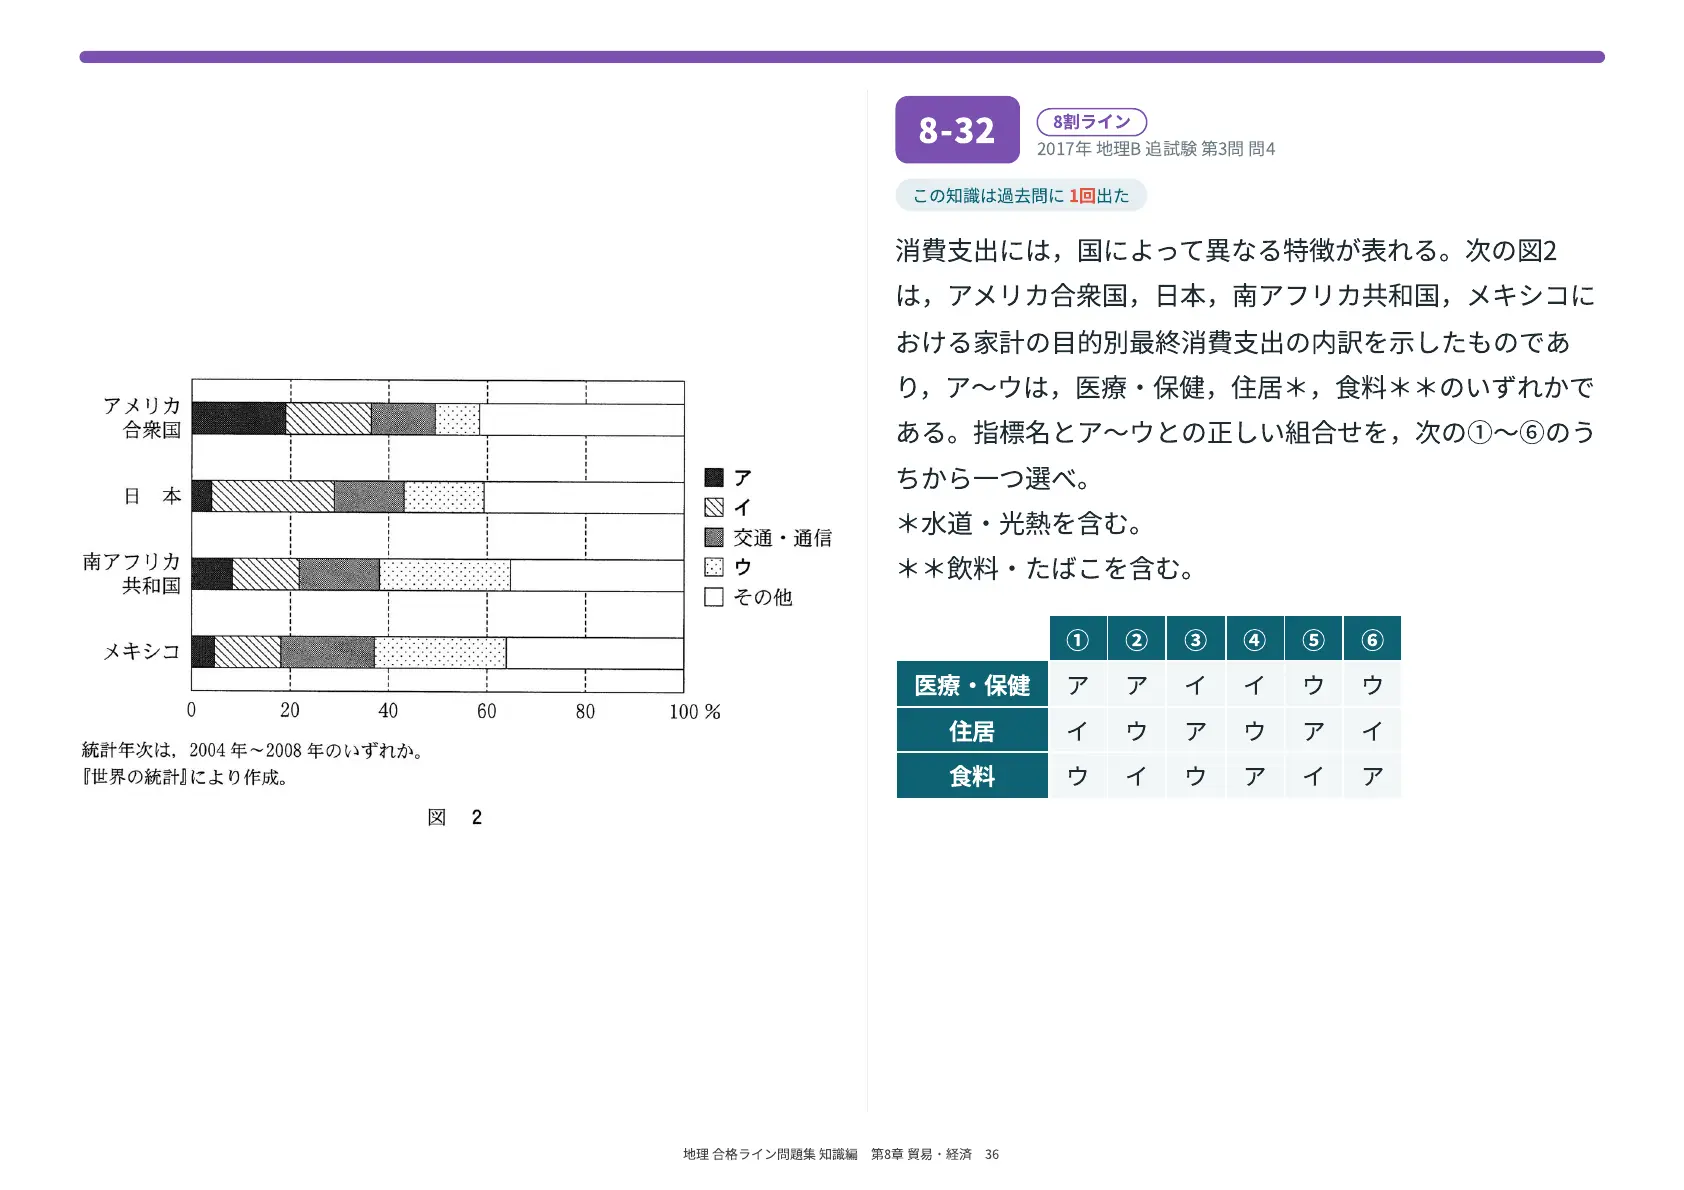 アメリカ
合衆国
日 本
南アフリカ
共和国
メキシコ
0 20 40 60 80 100 %
ア
イ
交通・通信
ウ
その他
統計年次は，2004 年～2008 年のいずれか。
『世界の統計』により作成。
図 2
8-32
8割ライン
2017年 地理B 追試験 第3問 問4
この知識は過去問に 1回出た
消費支出には，国によって異なる特徴が表れる。次の図2
は，アメリカ合衆国，日本，南アフリカ共和国，メキシコに
おける家計の目的別最終消費支出の内訳を示したものであ
り，ア～ウは，医療・保健，住居＊，食料＊＊のいずれかで
ある。指標名とア～ウとの正しい組合せを，次の①～⑥のう
ちから一つ選べ。
＊水道・光熱を含む。
＊＊飲料・たばこを含む。
① ② ③ ④ ⑤ ⑥
医療・保健 ア ア イ イ ウ ウ
住居 イ ウ ア ウ ア イ
食料 ウ イ ウ ア イ ア
地理 合格ライン問題集 知識編 第8章 貿易・経済 36